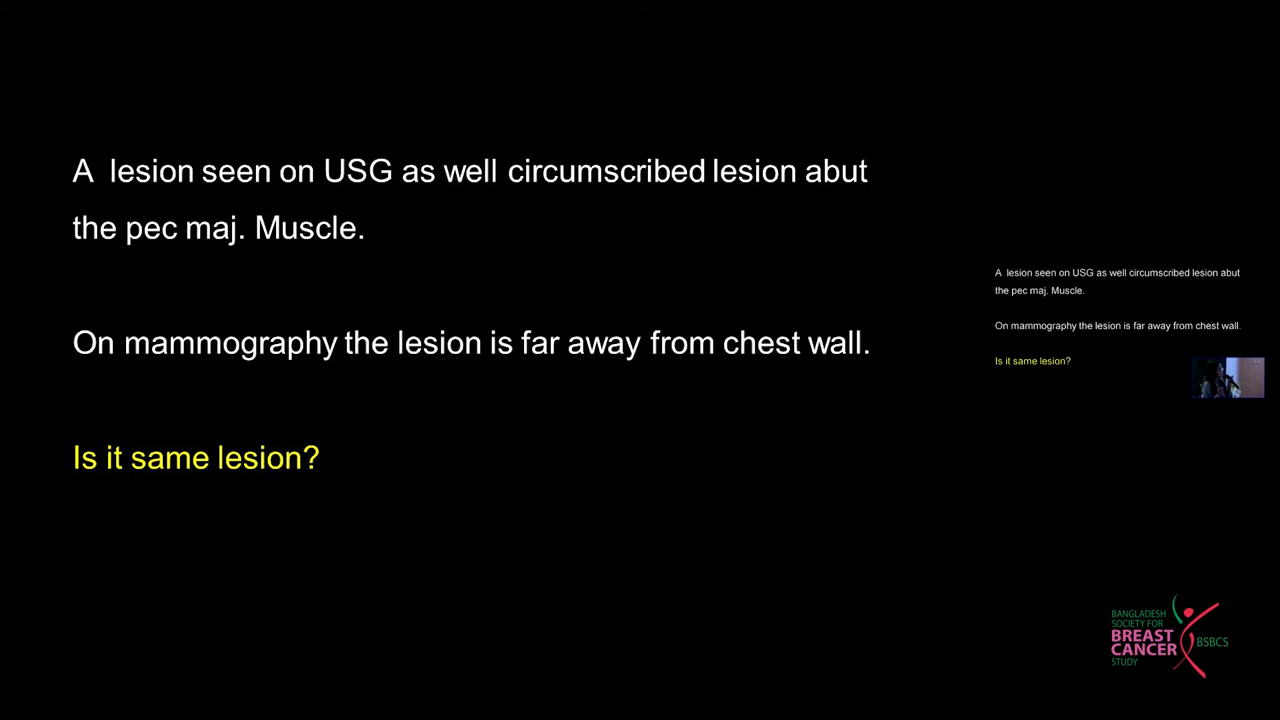 A lesion seen on USG as well circumscribed lesion abut
the pec maj. Muscle.
On mammography the lesion is far away from chest wall.
Is it same lesion?
A lesion seen on USG as well circumscribed lesion abut
the pec maj. Muscle.
On mammography the lesion is far away from chest wall.
Is it same lesion?
BANGLADESH
SOCIETY FOR
BREAST
CANCER
STUDY
BSBCS